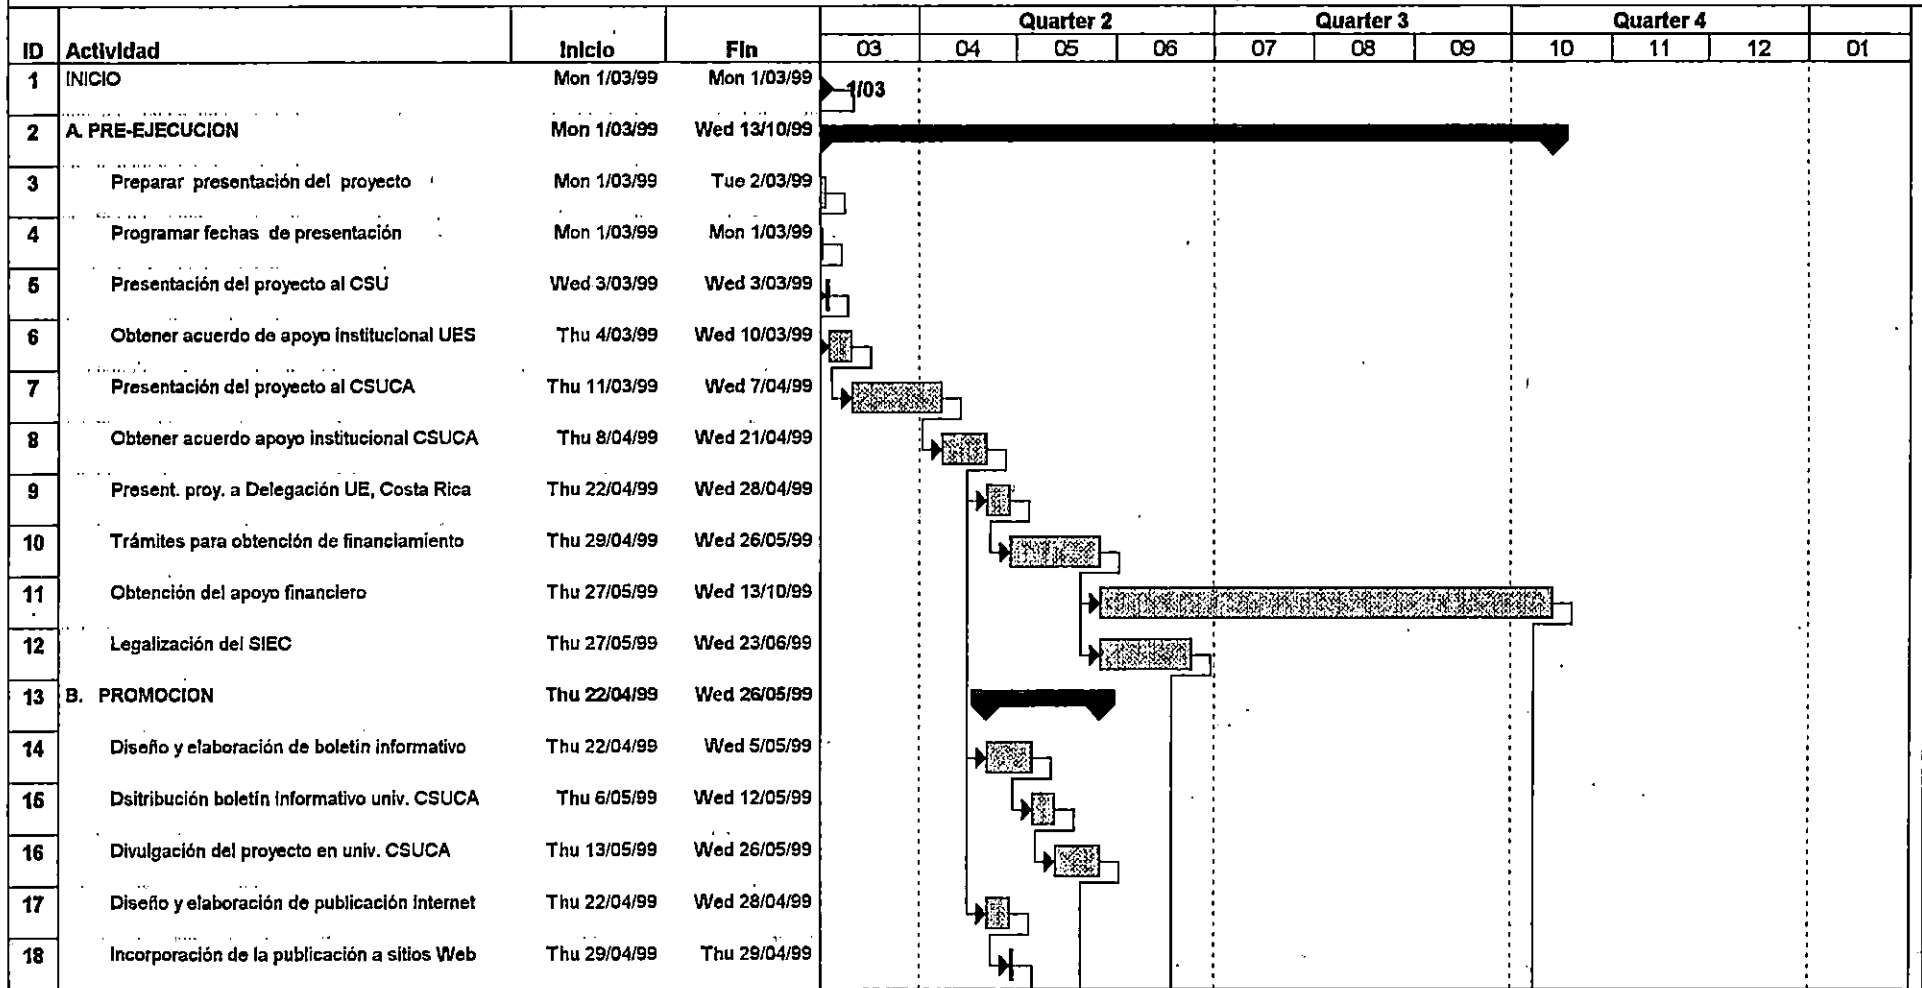 Quarter 2 Quarter 3 Quarter 4
ID Actividad Inicio Fin 03 04 05 06 07 08 09 10 11 12 01
1 INICIO Mon 1/03/99 Mon 1/03/99 1/03
2 A. PRE-EJECUCION Mon 1/03/99 Wed 13/10/99
3 Preparar presentación del proyecto Mon 1/03/99 Tue 2/03/99
4 Programar fechas de presentación Mon 1/03/99 Mon 1/03/99
5 Presentación del proyecto al CSU Wed 3/03/99 Wed 3/03/99
6 Obtener acuerdo de apoyo institucional UES Thu 4/03/99 Wed 10/03/99
7 Presentación del proyecto al CSUCA Thu 11/03/99 Wed 7/04/99
8 Obtener acuerdo apoyo institucional CSUCA Thu 8/04/99 Wed 21/04/99
9 Present. proy. a Delegación UE, Costa Rica Thu 22/04/99 Wed 28/04/99
10 Trámites para obtención de financiamiento Thu 29/04/99 Wed 26/05/99
11 Obtención del apoyo financiero Thu 27/05/99 Wed 13/10/99
12 Legalización del SIEC Thu 27/05/99 Wed 23/06/99
13 B. PROMOCION Thu 22/04/99 Wed 26/05/99
14 Diseño y elaboración de boletín informativo Thu 22/04/99 Wed 5/05/99
15 Dsitribución boletín informativo univ. CSUCA Thu 6/05/99 Wed 12/05/99
16 Divulgación del proyecto en univ. CSUCA Thu 13/05/99 Wed 26/05/99
17 Diseño y elaboración de publicación Internet Thu 22/04/99 Wed 28/04/99
18 Incorporación de la publicación a sitios Web Thu 29/04/99 Thu 29/04/99